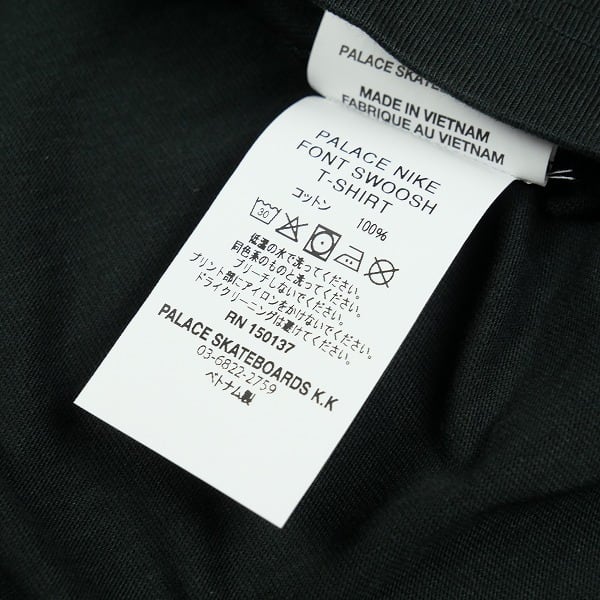 PALACE SKATEBOARDS
MADE IN VIETNAM
FABRIQUE AU VIETNAM
PALACE NIKE
FONT SWOOSH
T-SHIRT
コットン 100%
30
低温の水で洗ってください。
同色系のものと洗ってください。
ブリーチしないでください。
プリント部にアイロンをかけないでください。
ドライクリーニングは避けてください。
RN 150137
PALACE SKATEBOARDS K.K
03-6822-2759
ベトナム製